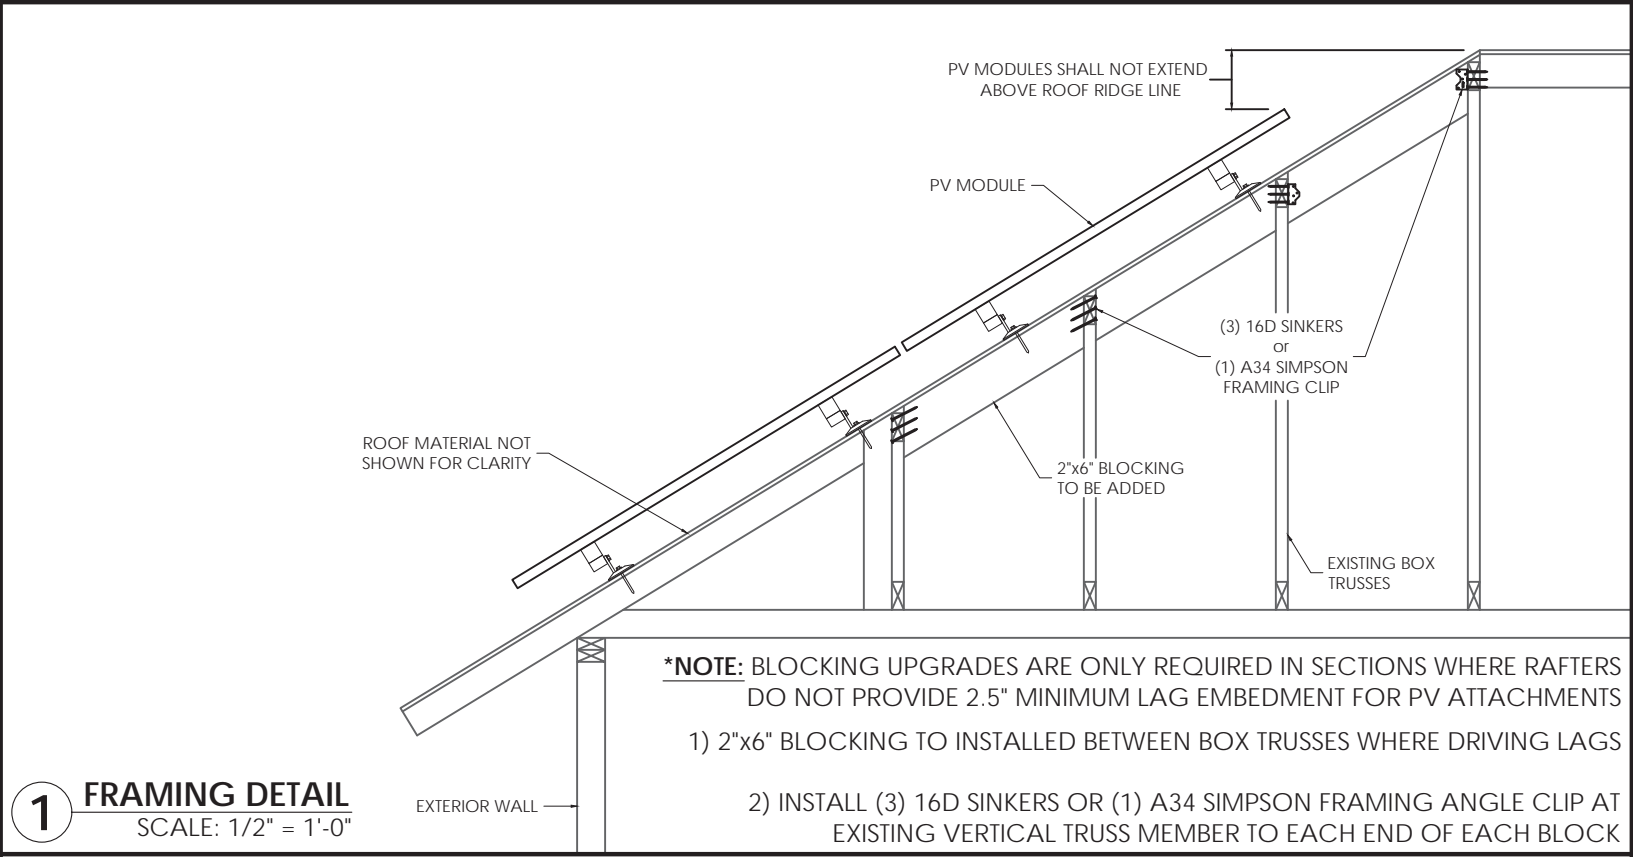 PV MODULES SHALL NOT EXTEND
ABOVE ROOF RIDGE LINE
PV MODULE
(3) 16D SINKERS
or
(1) A34 SIMPSON
FRAMING CLIP
ROOF MATERIAL NOT
SHOWN FOR CLARITY
2"x6" BLOCKING
TO BE ADDED
EXISTING BOX
TRUSSES
*NOTE: BLOCKING UPGRADES ARE ONLY REQUIRED IN SECTIONS WHERE RAFTERS
DO NOT PROVIDE 2.5" MINIMUM LAG EMBEDMENT FOR PV ATTACHMENTS
1) 2"x6" BLOCKING TO INSTALLED BETWEEN BOX TRUSSES WHERE DRIVING LAGS
2) INSTALL (3) 16D SINKERS OR (1) A34 SIMPSON FRAMING ANGLE CLIP AT
EXISTING VERTICAL TRUSS MEMBER TO EACH END OF EACH BLOCK
EXTERIOR WALL
1
FRAMING DETAIL
SCALE: 1/2" = 1'-0"